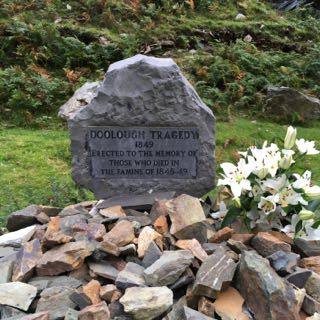 DOOLOUGH TRAGEDY
1849
ERECTED TO THE MEMORY OF
THOSE WHO DIED IN
THE FAMINE OF 1845-49